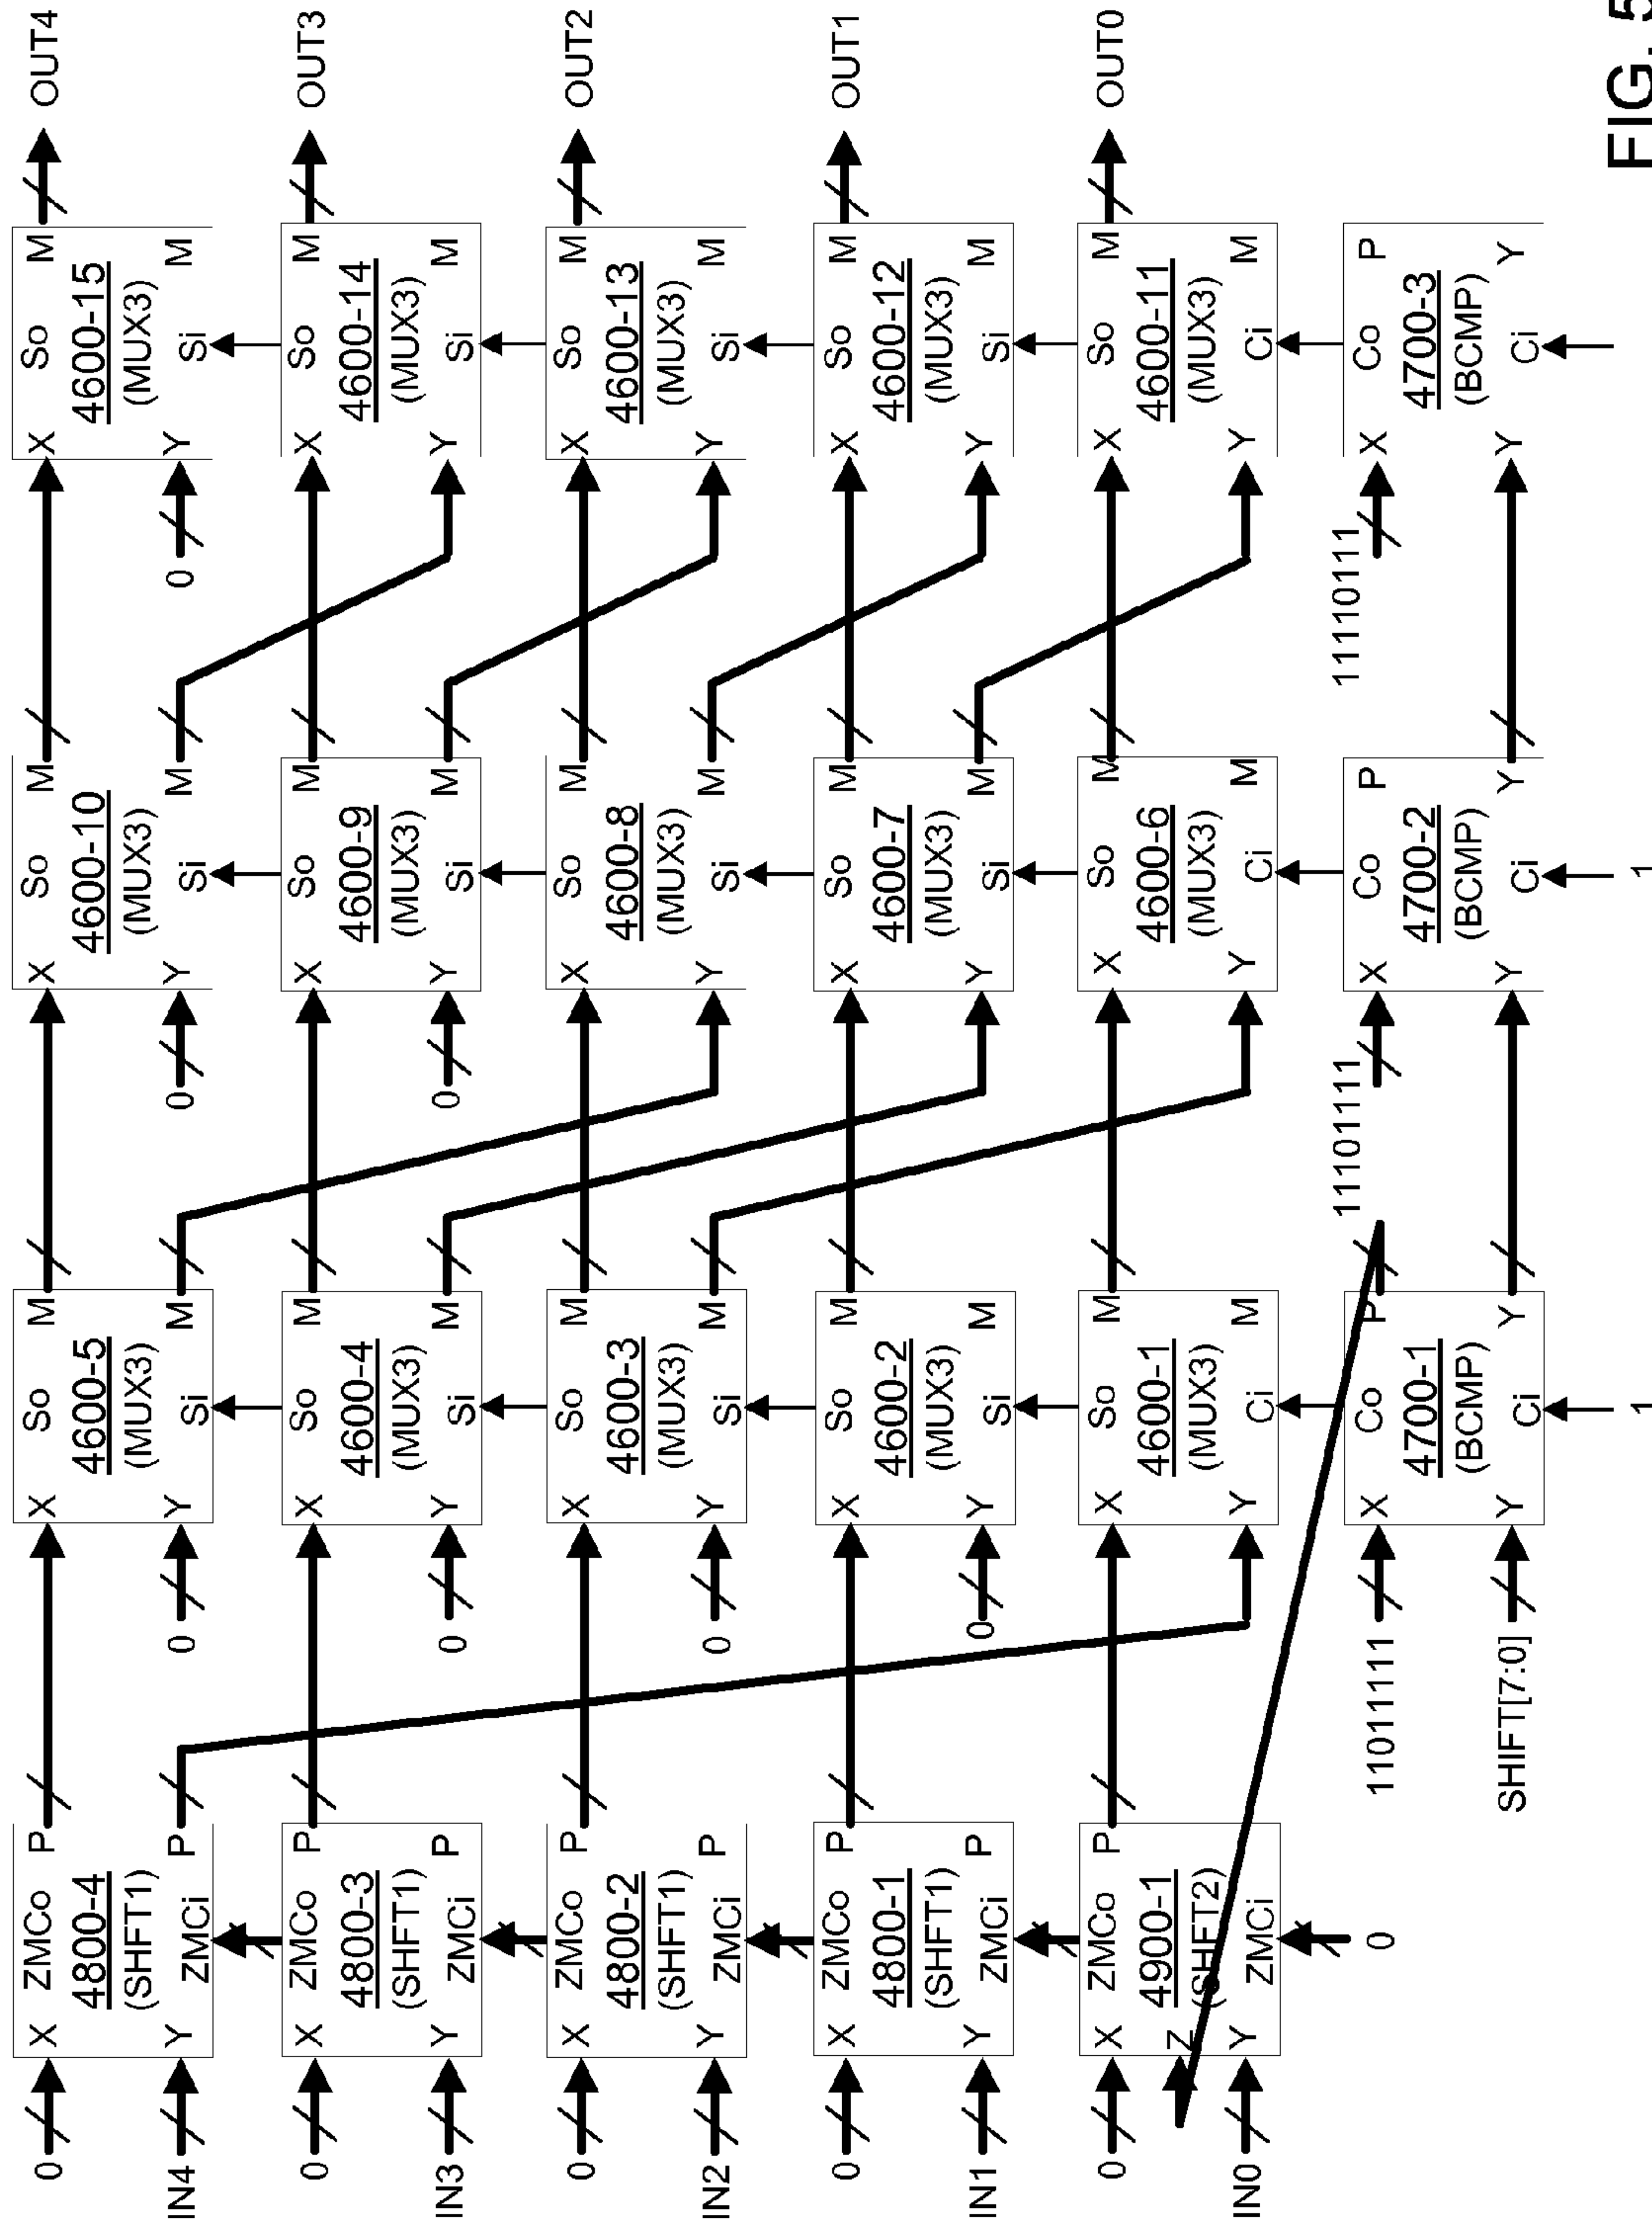 0 X ZMCo P X So M X So M X So M OUT4
4800-4 4600-5 4600-10 4600-15
(SHFT1) (MUX3) (MUX3) (MUX3)
IN4 Y ZMCi P 0 Y Si M 0 Y Si M 0 Y Si M
0 X ZMCo P X So M X So M X So M OUT3
4800-3 4600-4 4600-9 4600-14
(SHFT1) (MUX3) (MUX3) (MUX3)
IN3 Y ZMCi P 0 Y Si M 0 Y Si M Y Si M
0 X ZMCo P X So M X So M X So M OUT2
4800-2 4600-3 4600-8 4600-13
(SHFT1) (MUX3) (MUX3) (MUX3)
IN2 Y ZMCi P 0 Y Si M Y Si M Y Si M
0 X ZMCo P X So M X So M X So M OUT1
4800-1 4600-2 4600-7 4600-12
(SHFT1) (MUX3) (MUX3) (MUX3)
IN1 Y ZMCi P 0 Y Si M Y Si M Y Si M
0 X ZMCo P X So M X So M X So M OUT0
4900-1 4600-1 4600-6 4600-11
Z (SHFT2) (MUX3) (MUX3) (MUX3)
IN0 Y ZMCi Y Ci M Y Ci M Y Ci M
11101111 11110111
0 11011111 X Co P X Co P X Co P
4700-1 4700-2 4700-3
(BCMP) (BCMP) (BCMP)
SHIFT[7:0] Y Ci Y Y Ci Y Y Ci Y
1 1
FIG. 5